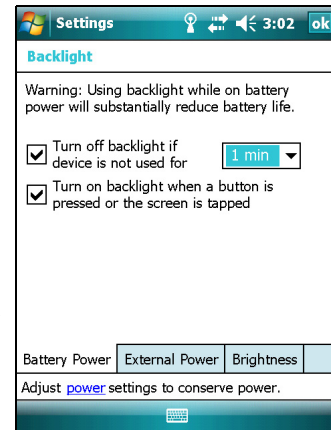 Settings 3:02 ok
Backlight
Warning: Using backlight while on battery
power will substantially reduce battery life.
Turn off backlight if
device is not used for 1 min
Turn on backlight when a button is
pressed or the screen is tapped
Battery Power External Power Brightness
Adjust power settings to conserve power.